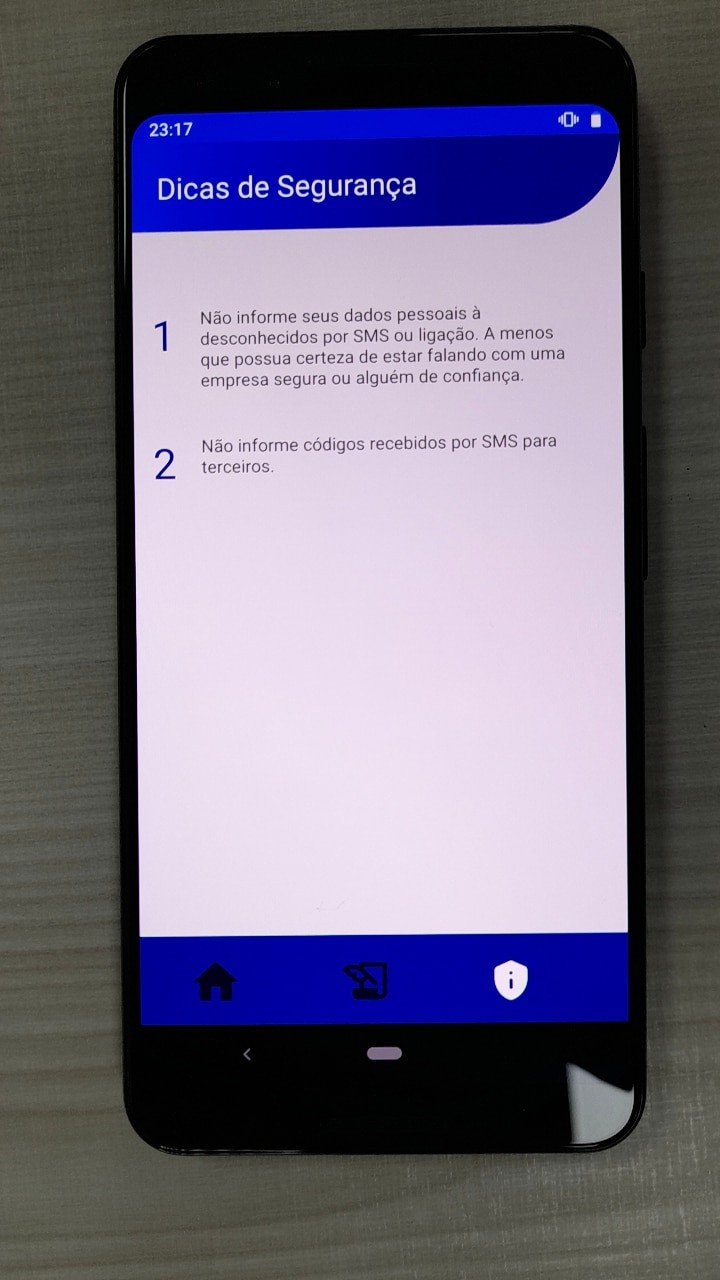 23:17
Dicas de Segurança
1
Não informe seus dados pessoais à
desconhecidos por SMS ou ligação. A menos
que possua certeza de estar falando com uma
empresa segura ou alguém de confiança.
2
Não informe códigos recebidos por SMS para
terceiros.